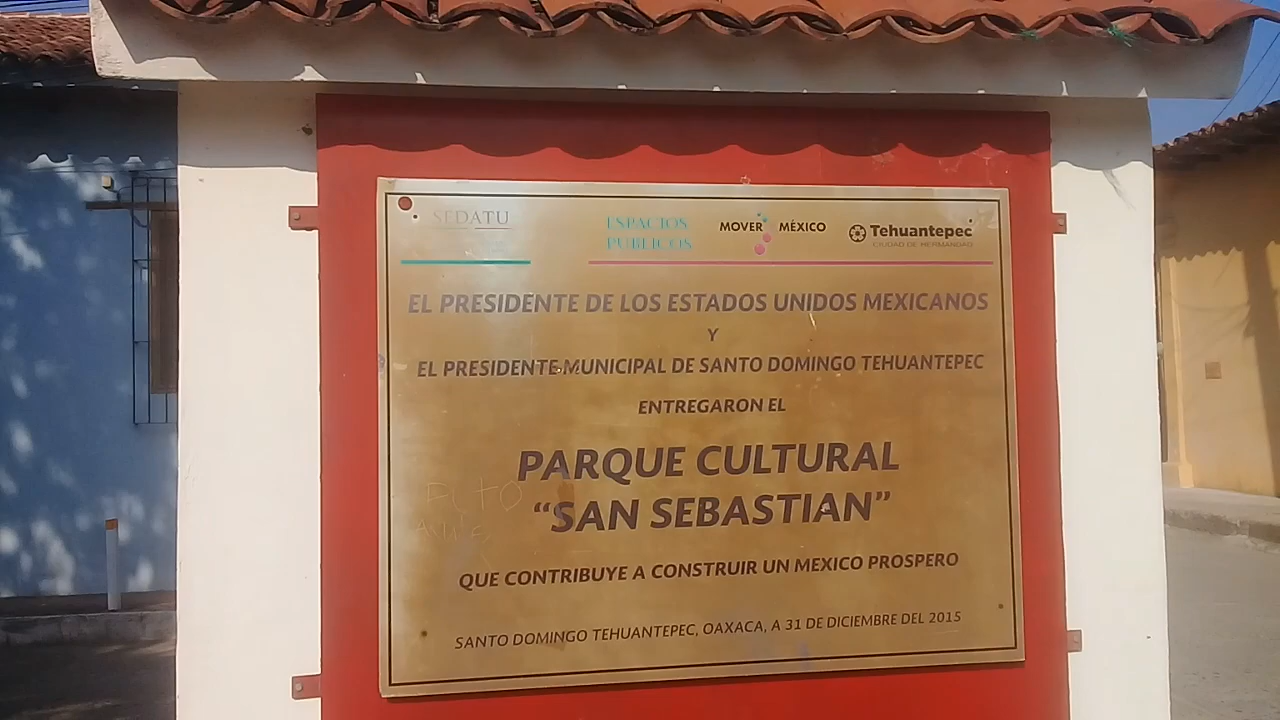 SEDATU
ESPACIOS
PÚBLICOS
MOVER MÉXICO
Tehuantepec
CIUDAD DE HERMANDAD
EL PRESIDENTE DE LOS ESTADOS UNIDOS MEXICANOS
Y
EL PRESIDENTE MUNICIPAL DE SANTO DOMINGO TEHUANTEPEC
ENTREGARON EL
PARQUE CULTURAL
“SAN SEBASTIAN”
QUE CONTRIBUYE A CONSTRUIR UN MEXICO PROSPERO
SANTO DOMINGO TEHUANTEPEC, OAXACA, A 31 DE DICIEMBRE DEL 2015